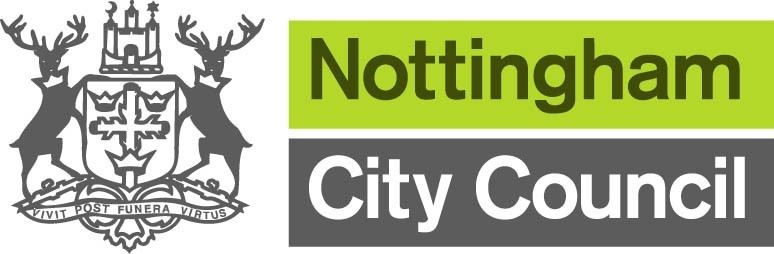 Nottingham
City Council
VIVIT POST FUNERA VIRTUS